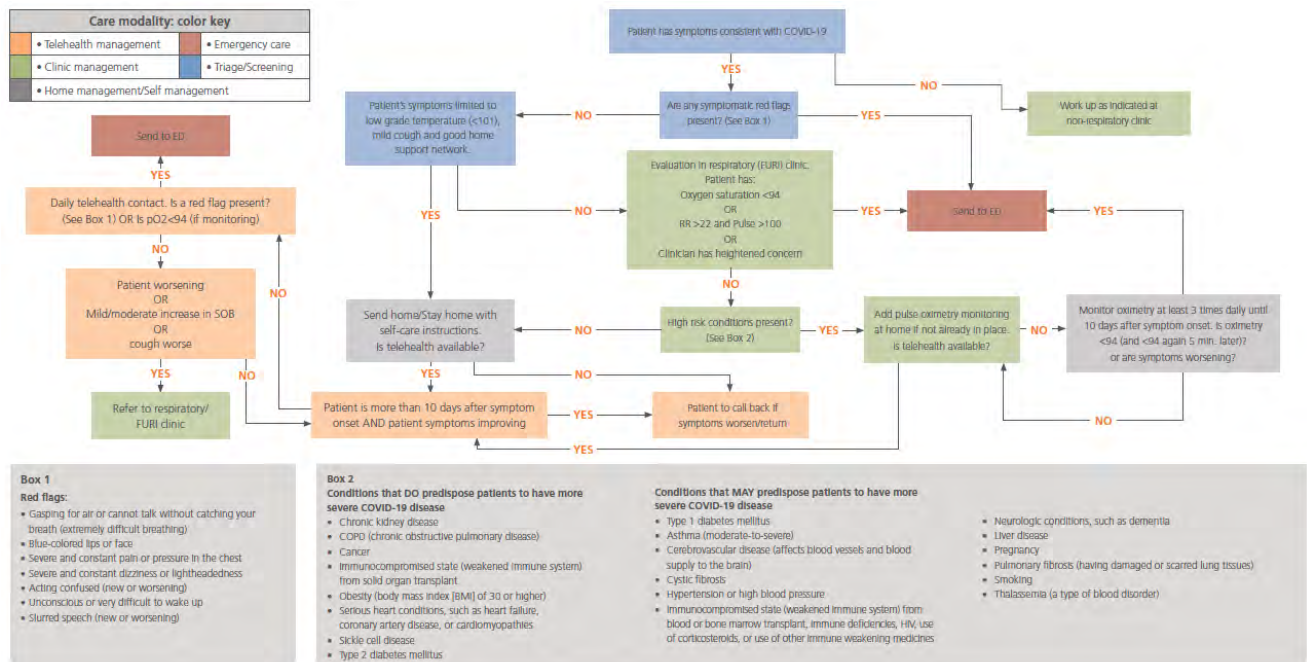 Care modality: color key
• Telehealth management
• Emergency care
• Clinic management
• Triage/Screening
• Home management/Self management
Patient has symptoms consistent with COVID-19
YES
NO
Patient's symptoms limited to
low grade temperature (<101),
mild cough and good home
support network.
NO
Are any symptomatic red flags
present? (See Box 1)
YES
Work up as indicated at
non-respiratory clinic
Send to ED
YES
Daily telehealth contact. Is a red flag present?
(See Box 1) OR Is pO2<94 (if monitoring)
NO
Patient worsening
OR
Mild/moderate increase in SOB
OR
cough worse
YES
NO
Refer to respiratory/
FURI clinic
NO
YES
NO
Evaluation in respiratory (FURI) clinic.
Patient has:
Oxygen saturation <94
OR
RR >22 and Pulse >100
OR
Clinician has heightened concern
YES
Send to ED
YES
NO
Send home/Stay home with
self-care instructions.
Is telehealth available?
NO
High risk conditions present?
(See Box 2)
YES
Add pulse oximetry monitoring
at home if not already in place.
Is telehealth available?
NO
Monitor oximetry at least 3 times daily until
10 days after symptom onset. Is oximetry
<94 (and <94 again 5 min. later)?
or are symptoms worsening?
YES
NO
Patient is more than 10 days after symptom
onset AND patient symptoms improving
YES
Patient to call back if
symptoms worsen/return
NO
YES
Box 1
Red flags:
• Gasping for air or cannot talk without catching your
breath (extremely difficult breathing)
• Blue-colored lips or face
• Severe and constant pain or pressure in the chest
• Severe and constant dizziness or lightheadedness
• Acting confused (new or worsening)
• Unconscious or very difficult to wake up
• Slurred speech (new or worsening)
Box 2
Conditions that DO predispose patients to have more
severe COVID-19 disease
• Chronic kidney disease
• COPD (chronic obstructive pulmonary disease)
• Cancer
• Immunocompromised state (weakened immune system)
from solid organ transplant
• Obesity (body mass index [BMI] of 30 or higher)
• Serious heart conditions, such as heart failure,
coronary artery disease, or cardiomyopathies
• Sickle cell disease
• Type 2 diabetes mellitus
Conditions that MAY predispose patients to have more
severe COVID-19 disease
• Type 1 diabetes mellitus
• Asthma (moderate-to-severe)
• Cerebrovascular disease (affects blood vessels and blood
supply to the brain)
• Cystic fibrosis
• Hypertension or high blood pressure
• Immunocompromised state (weakened immune system) from
blood or bone marrow transplant, immune deficiencies, HIV, use
of corticosteroids, or use of other immune weakening medicines
• Neurologic conditions, such as dementia
• Liver disease
• Pregnancy
• Pulmonary fibrosis (having damaged or scarred lung tissues)
• Smoking
• Thalassemia (a type of blood disorder)